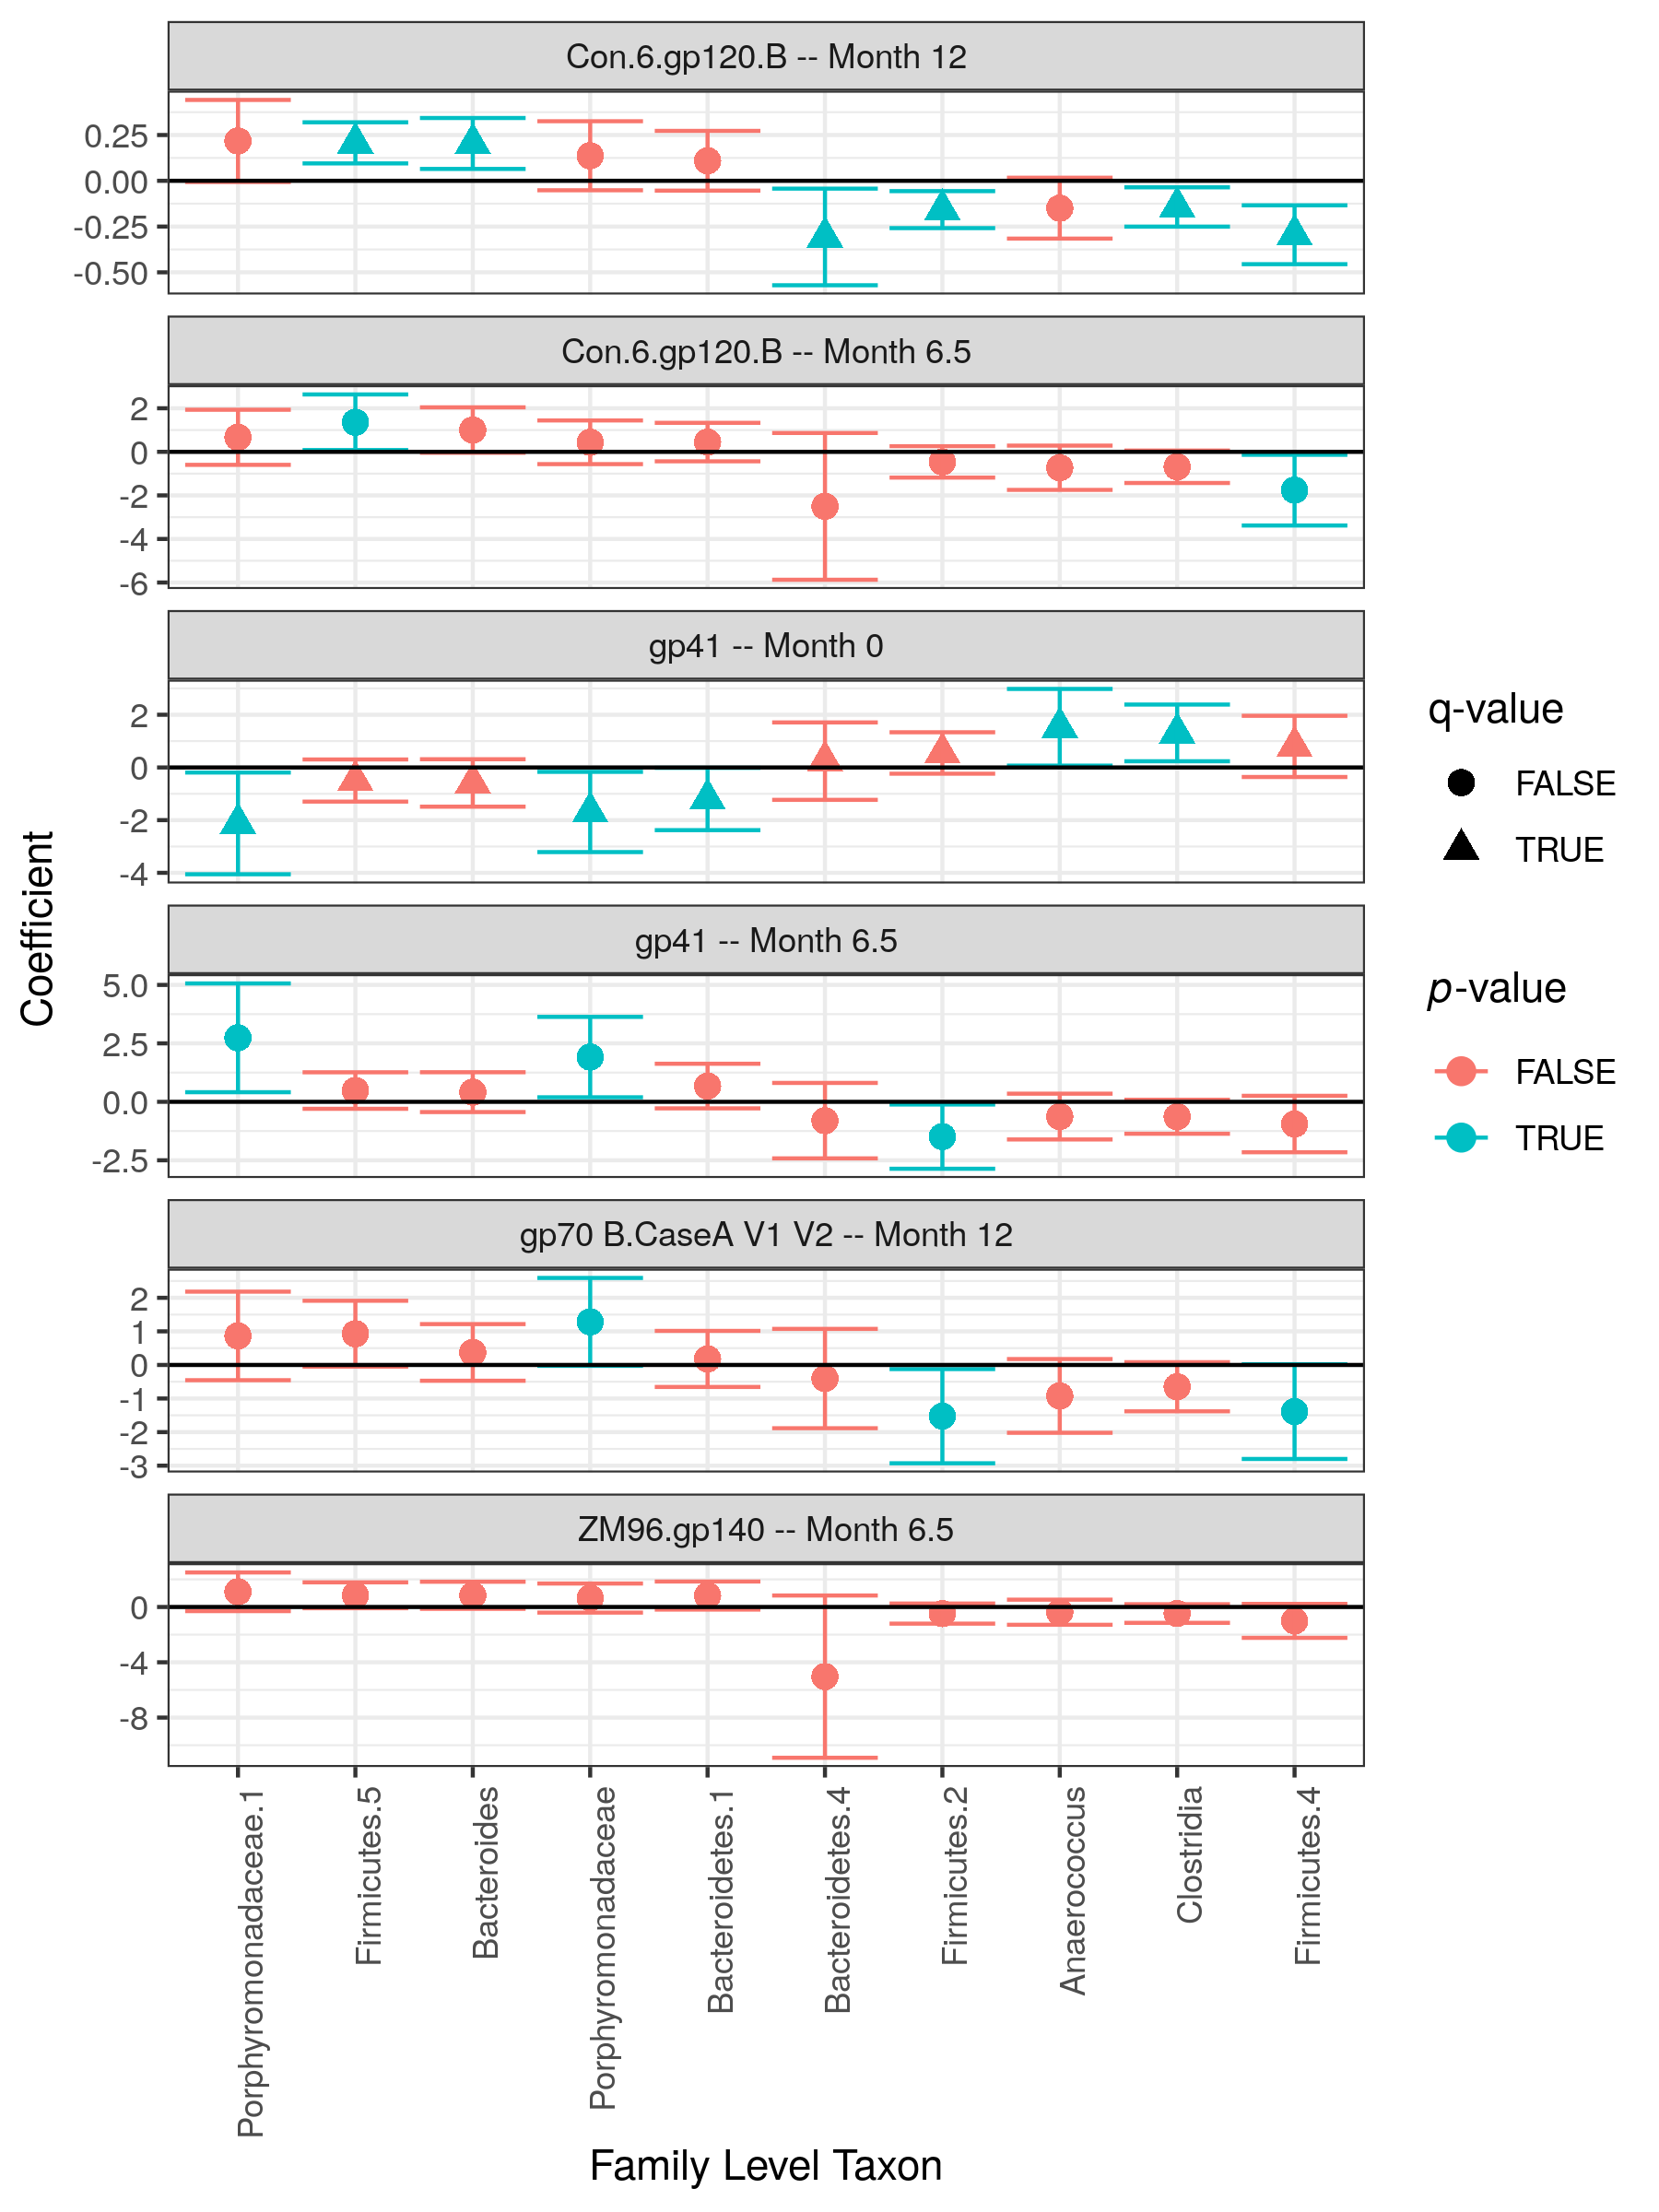 Con.6.gp120.B -- Month 12
0.25
0.00
-0.25
-0.50
Con.6.gp120.B -- Month 6.5
2
0
-2
-4
-6
gp41 -- Month 0
2
0
-2
-4
gp41 -- Month 6.5
5.0
2.5
0.0
-2.5
gp70 B.CaseA V1 V2 -- Month 12
2
1
0
-1
-2
-3
ZM96.gp140 -- Month 6.5
0
-4
-8
Porphyromonadaceae.1
Firmicutes.5
Bacteroides
Porphyromonadaceae
Bacteroidetes.1
Bacteroidetes.4
Firmicutes.2
Anaerococcus
Clostridia
Firmicutes.4
Family Level Taxon
Coefficient
q-value
FALSE
TRUE
p-value
FALSE
TRUE